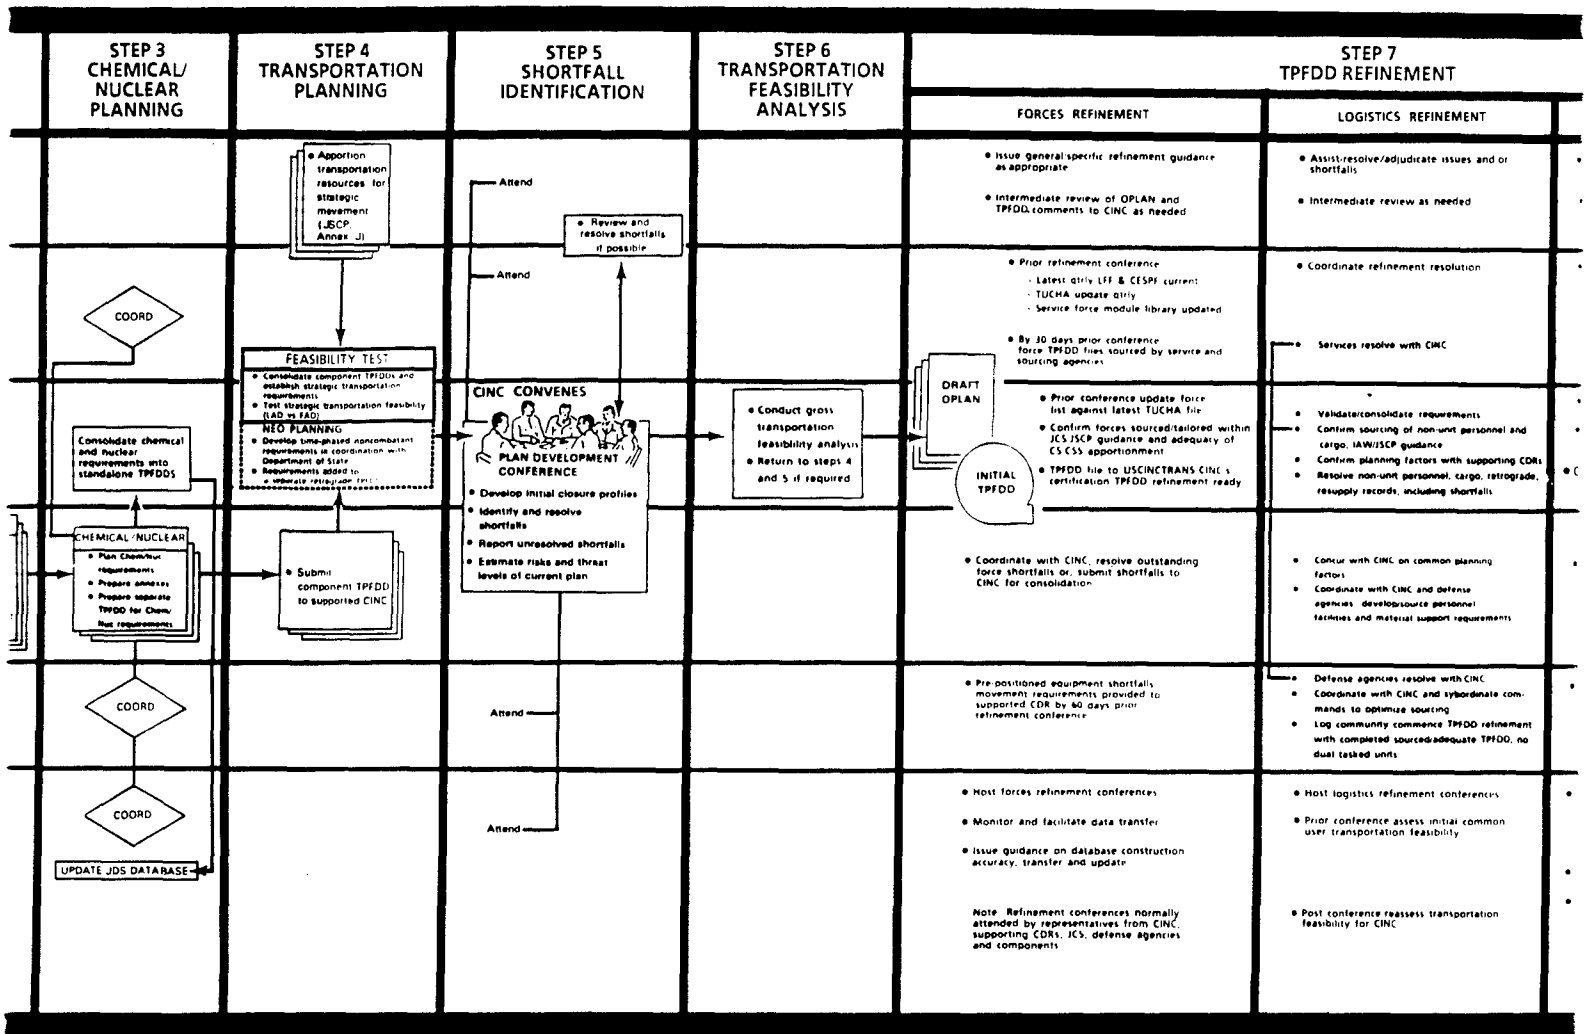 STEP 3
CHEMICAL/
NUCLEAR
PLANNING
STEP 4
TRANSPORTATION
PLANNING
STEP 5
SHORTFALL
IDENTIFICATION
STEP 6
TRANSPORTATION
FEASIBILITY
ANALYSIS
STEP 7
TPFDD REFINEMENT
FORCES REFINEMENT
LOGISTICS REFINEMENT
COORD
Consolidate chemical
and nuclear
requirements into
standalone TPFDDS
CHEMICAL/NUCLEAR
• Plan Chem/Nuc
requirements
• Prepare annexes
• Prepare separate
TPFDD for Chem/
Nuc requirements
COORD
COORD
UPDATE JDS DATABASE
• Apportion
transportation
resources for
strategic
movement
(JSCP,
Annex J)
FEASIBILITY TEST
• Consolidate component TPFDDs and
establish strategic transportation
requirements
• Test strategic transportation feasibility
(LAD vs FAD)
NEO PLANNING
• Develop time-phased noncombatant
requirements in coordination with
Department of State
• Requirements added to
separate retrograde
• Submit
component TPFDD
to supported CINC
Attend
• Review and
resolve shortfalls
if possible
Attend
CINC CONVENES
PLAN DEVELOPMENT
CONFERENCE
• Develop initial closure profiles
• Identify and resolve
shortfalls
• Report unresolved shortfalls
• Estimate risks and threat
levels of current plan
Attend
Attend
• Conduct gross
transportation
feasiblility analysis
• Return to steps 4
and 5 if required
• Issue general/specific refinement guidance
as appropriate
• Intermediate review of OPLAN and
TPFDD, comments to CINC as needed
• Prior refinement conference
- Latest qtrly LFF & CESPF current
- TUCHA update qtrly
- Service force module library updated
• By 30 days prior conference
force TPFDD files sourced by service and
sourcing agencies
DRAFT
OPLAN
INITIAL
TPFDD
• Prior conference update force
list against latest TUCHA file
• Confirm forces sourced/tailored within
JCS JSCP guidance and adequacy of
CS CSS apportionment
• TPFDD file to USCINCTRANS CINC's
certification TPFDD refinement ready
• Coordinate with CINC, resolve outstanding
force shortfalls or, submit shortfalls to
CINC for consolidation
• Pre-positioned equipment shortfalls
movement requirements provided to
supported CDR by 60 days prior
refinement conference
• Host forces refinement conferences
• Monitor and facilitate data transfer
• Issue guidance on database construction
accuracy, transfer and update
Note Refinement conferences normally
attended by representatives from CINC,
supporting CDRs, JCS, defense agencies
and components
• Assist-resolve/adjudicate issues and or
shortfalls
• Intermediate review as needed
• Coordinate refinement resolution
• Services resolve with CINC
• Validate/consolidate requirements
• Confirm sourcing of non-unit personnel and
cargo, IAW/JSCP guidance
• Confirm planning factors with supporting CDRs
• Resolve non-unit personnel, cargo, retrograde,
resupply records, including shortfalls
• Concur with CINC on common planning
factors
• Coordinate with CINC and defense
agencies develop/source personnel
facilities and material support requirements
• Defense agencies resolve with CINC
• Coordinate with CINC and sybordinate com-
mands to optimize sourcing
• Log community commence TPFDD refinement
with completed sourced/adequate TPFDD, no
dual tasked units
• Host logistics refinement conferences
• Prior conference assess initial common
user transportation feasibility
• Post conference reassess transportation
feasibility for CINC